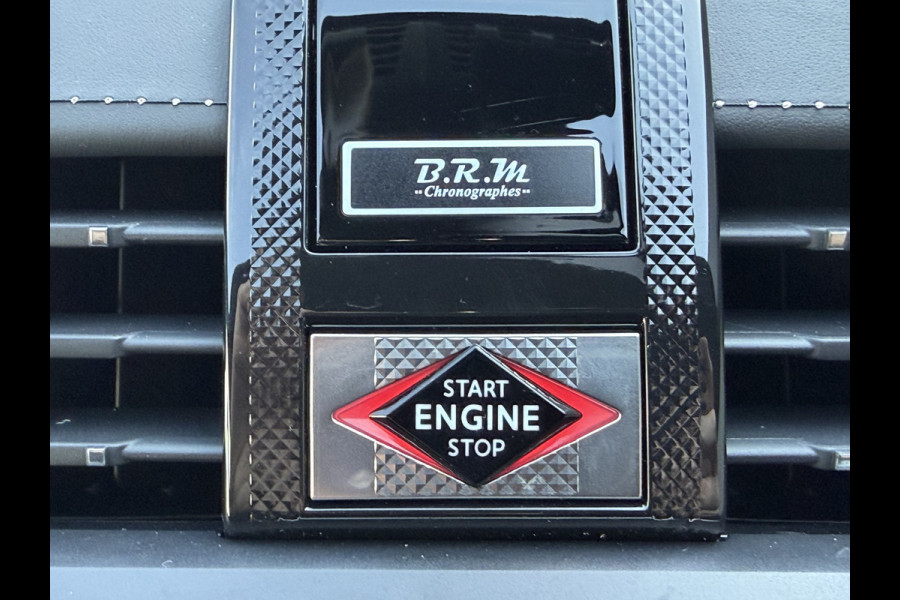 B.R.M
Chronographes
START
ENGINE
STOP